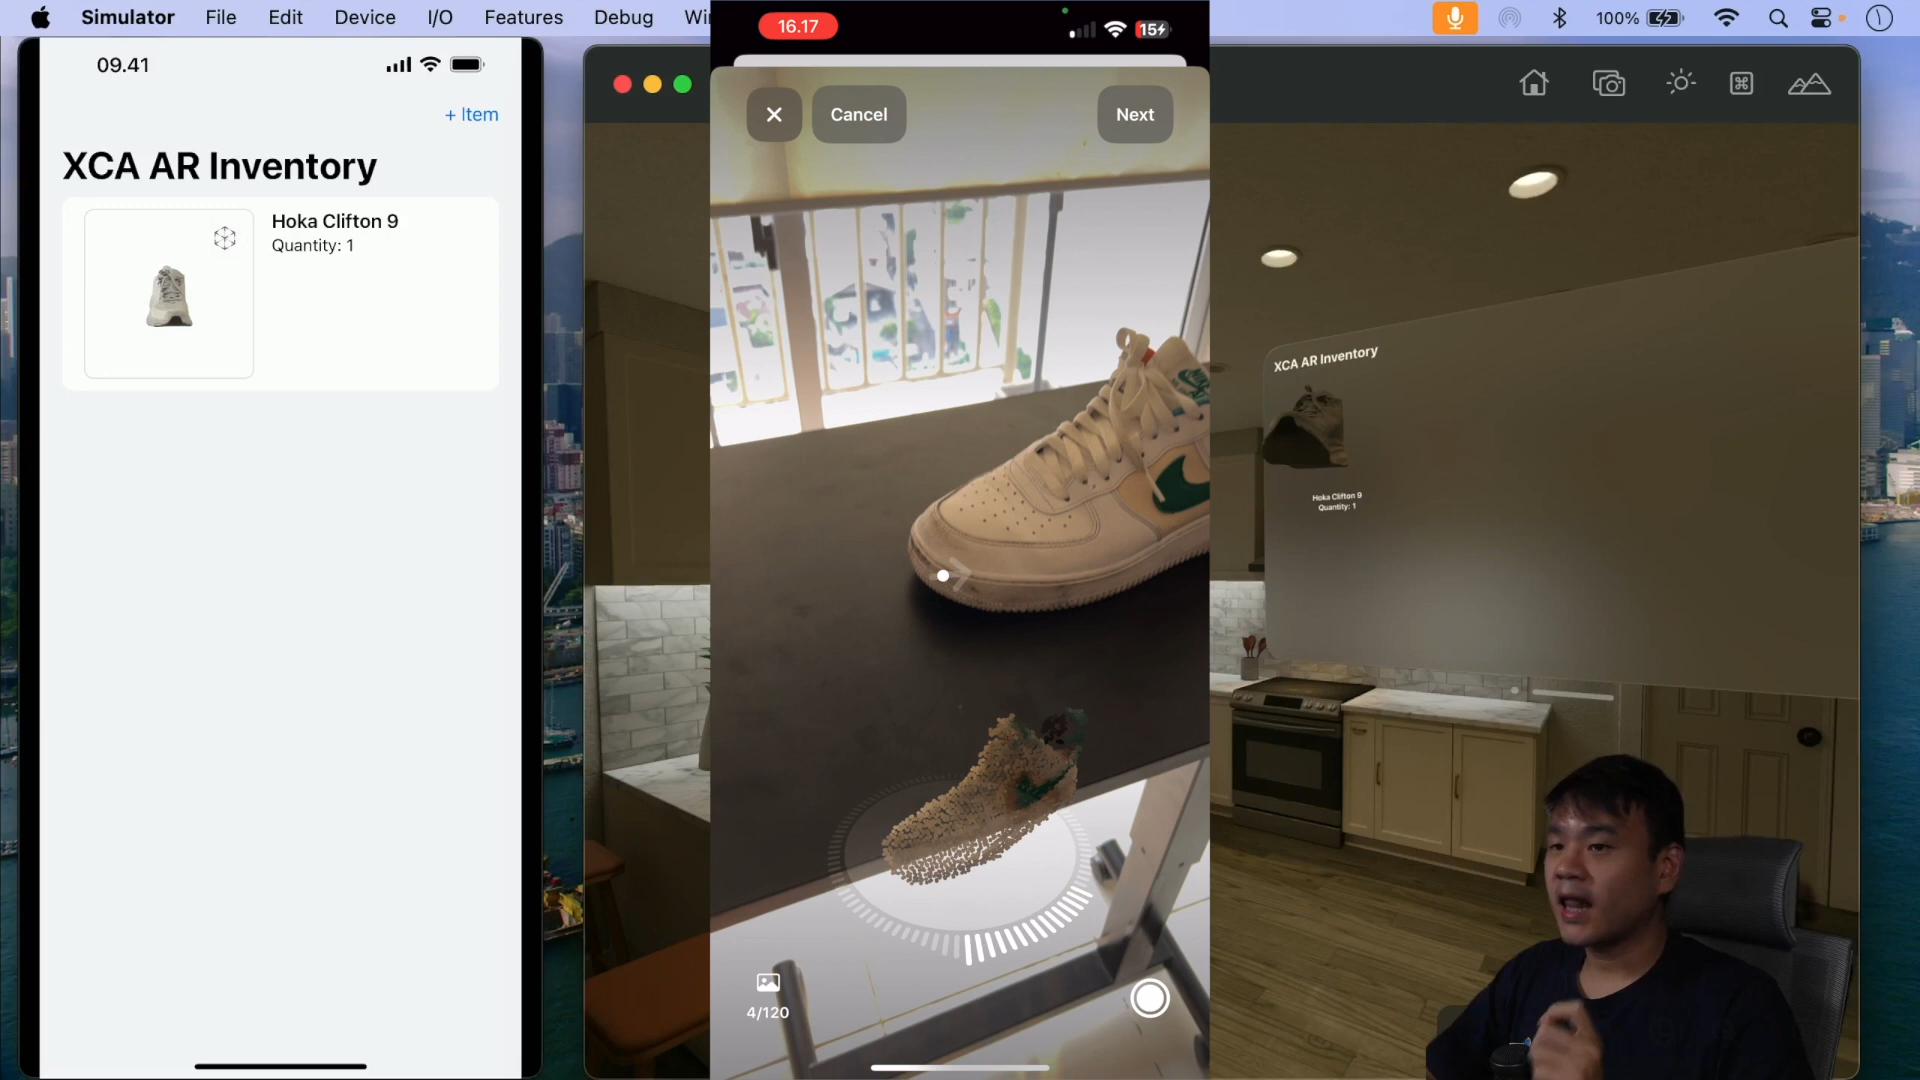 Simulator File Edit Device I/O Features Debug Wi
100%
09.41
+ Item
XCA AR Inventory
Hoka Clifton 9
Quantity: 1
16.17
15
Cancel
Next
4/120
XCA AR Inventory
Hoka Clifton 9
Quantity: 1